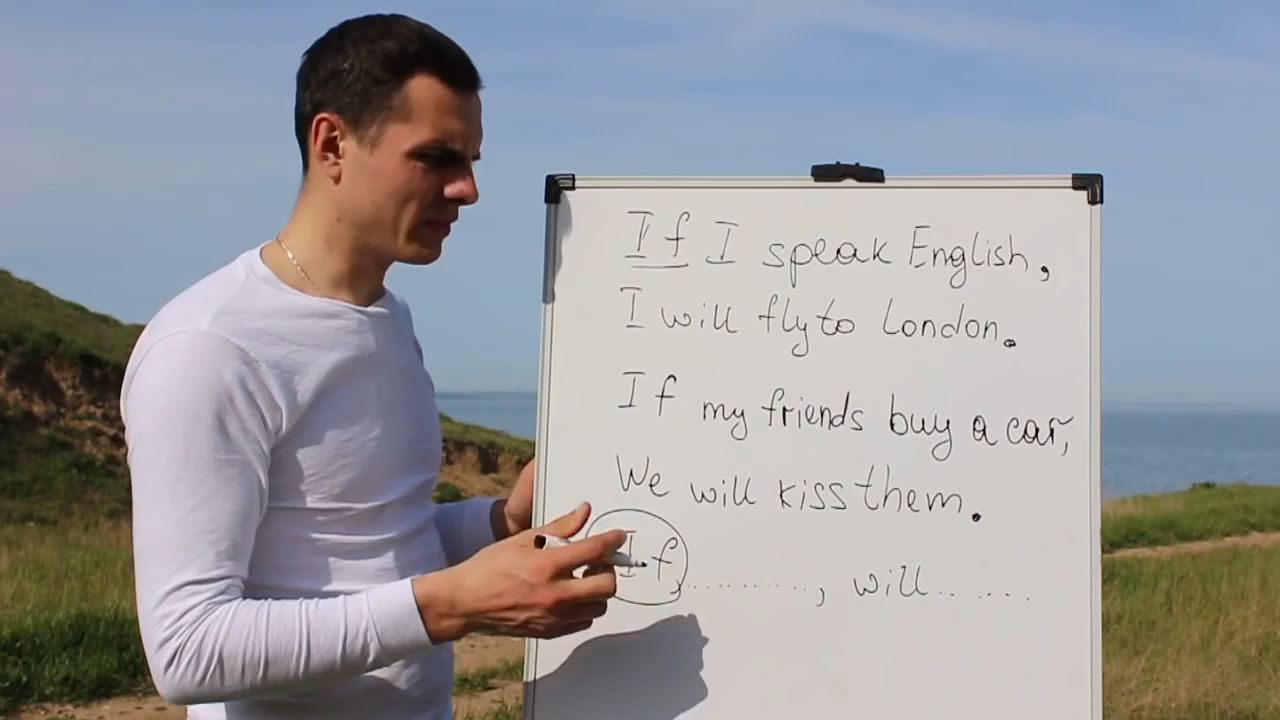 If I speak English,
I will fly to London.
If my friends buy a car,
We will kiss them.
If .........., will.......